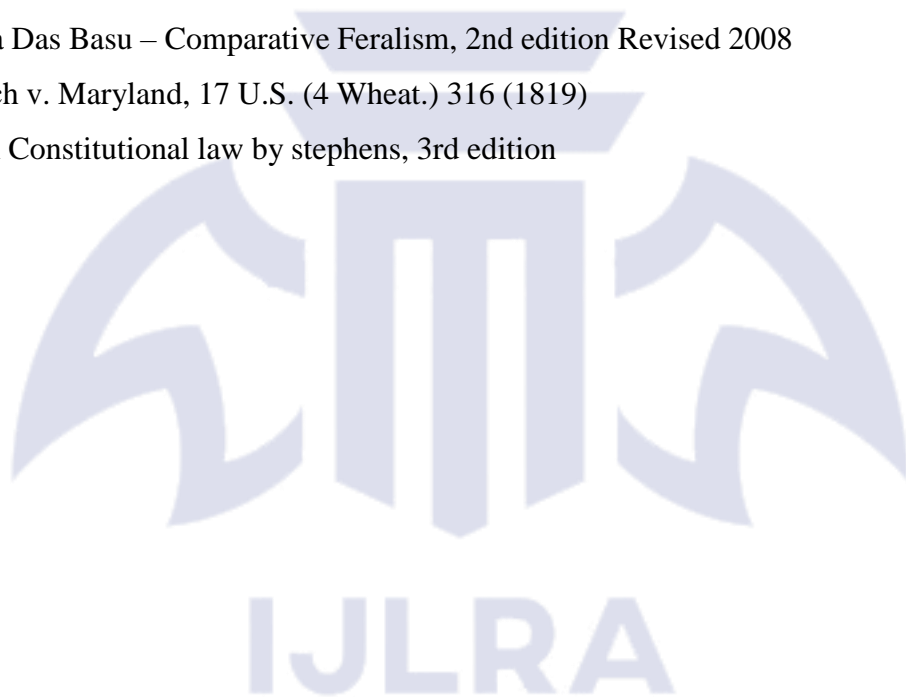 a Das Basu – Comparative Feralism, 2nd edition Revised 2008
ch v. Maryland, 17 U.S. (4 Wheat.) 316 (1819)
Constitutional law by stephens, 3rd edition
IJLRA